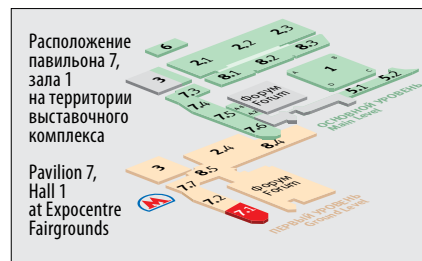 Расположение
павильона 7,
зала 1
на территории
выставочного
комплекса
Pavilion 7,
Hall 1
at Expocentre
Fairgrounds
6
2.1 2.2 2.3
8.1 8.2 8.3
3
7.3
7.4
7.5
7.6
Форум
Forum
A B C D
1
5.1 5.2
ОСНОВНОЙ УРОВЕНЬ
Main Level
2.4 8.4
3
8.5
7.7
7.2
7.1
Форум
Forum
ПЕРВЫЙ УРОВЕНЬ
Ground Level
М